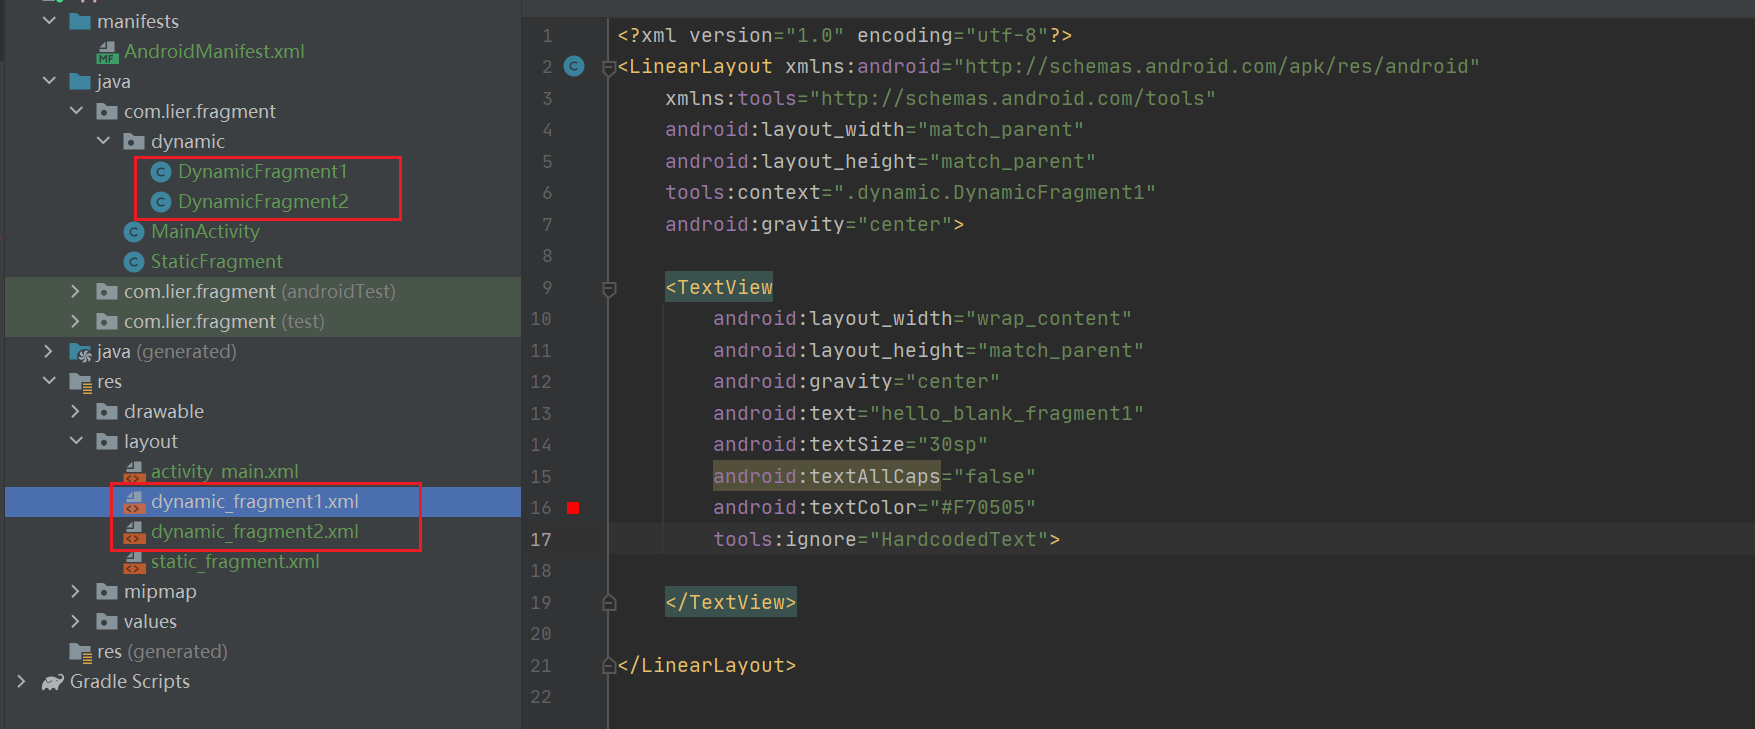 manifests
AndroidManifest.xml
java
com.lier.fragment
dynamic
DynamicFragment1
DynamicFragment2
MainActivity
StaticFragment
com.lier.fragment (androidTest)
com.lier.fragment (test)
java (generated)
res
drawable
layout
activity_main.xml
dynamic_fragment1.xml
dynamic_fragment2.xml
static_fragment.xml
mipmap
values
res (generated)
Gradle Scripts
1 <?xml version="1.0" encoding="utf-8"?>
2 <LinearLayout xmlns:android="http://schemas.android.com/apk/res/android"
3 xmlns:tools="http://schemas.android.com/tools"
4 android:layout_width="match_parent"
5 android:layout_height="match_parent"
6 tools:context=".dynamic.DynamicFragment1"
7 android:gravity="center">
8
9 <TextView
10 android:layout_width="wrap_content"
11 android:layout_height="match_parent"
12 android:gravity="center"
13 android:text="hello_blank_fragment1"
14 android:textSize="30sp"
15 android:textAllCaps="false"
16 android:textColor="#F70505"
17 tools:ignore="HardcodedText">
18
19 </TextView>
20
21 </LinearLayout>
22